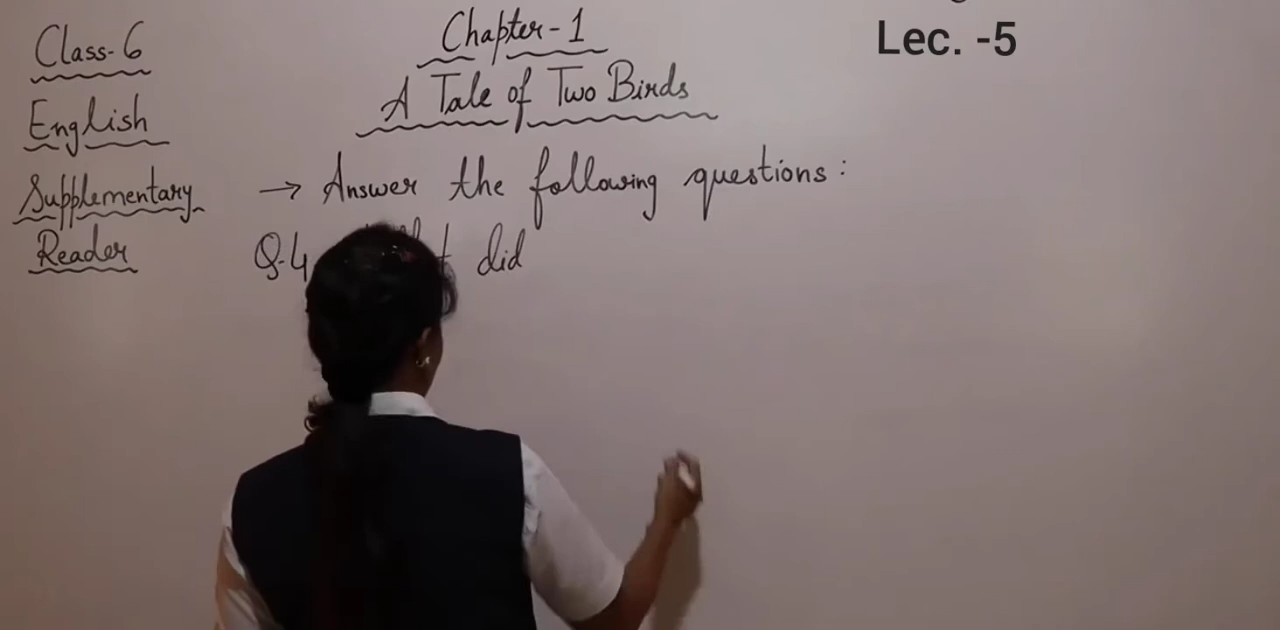 Class-6
English
Supplementary
Reader
Chapter-1
A Tale of Two Birds
→ Answer the following questions:
Q-4 did
Lec. -5